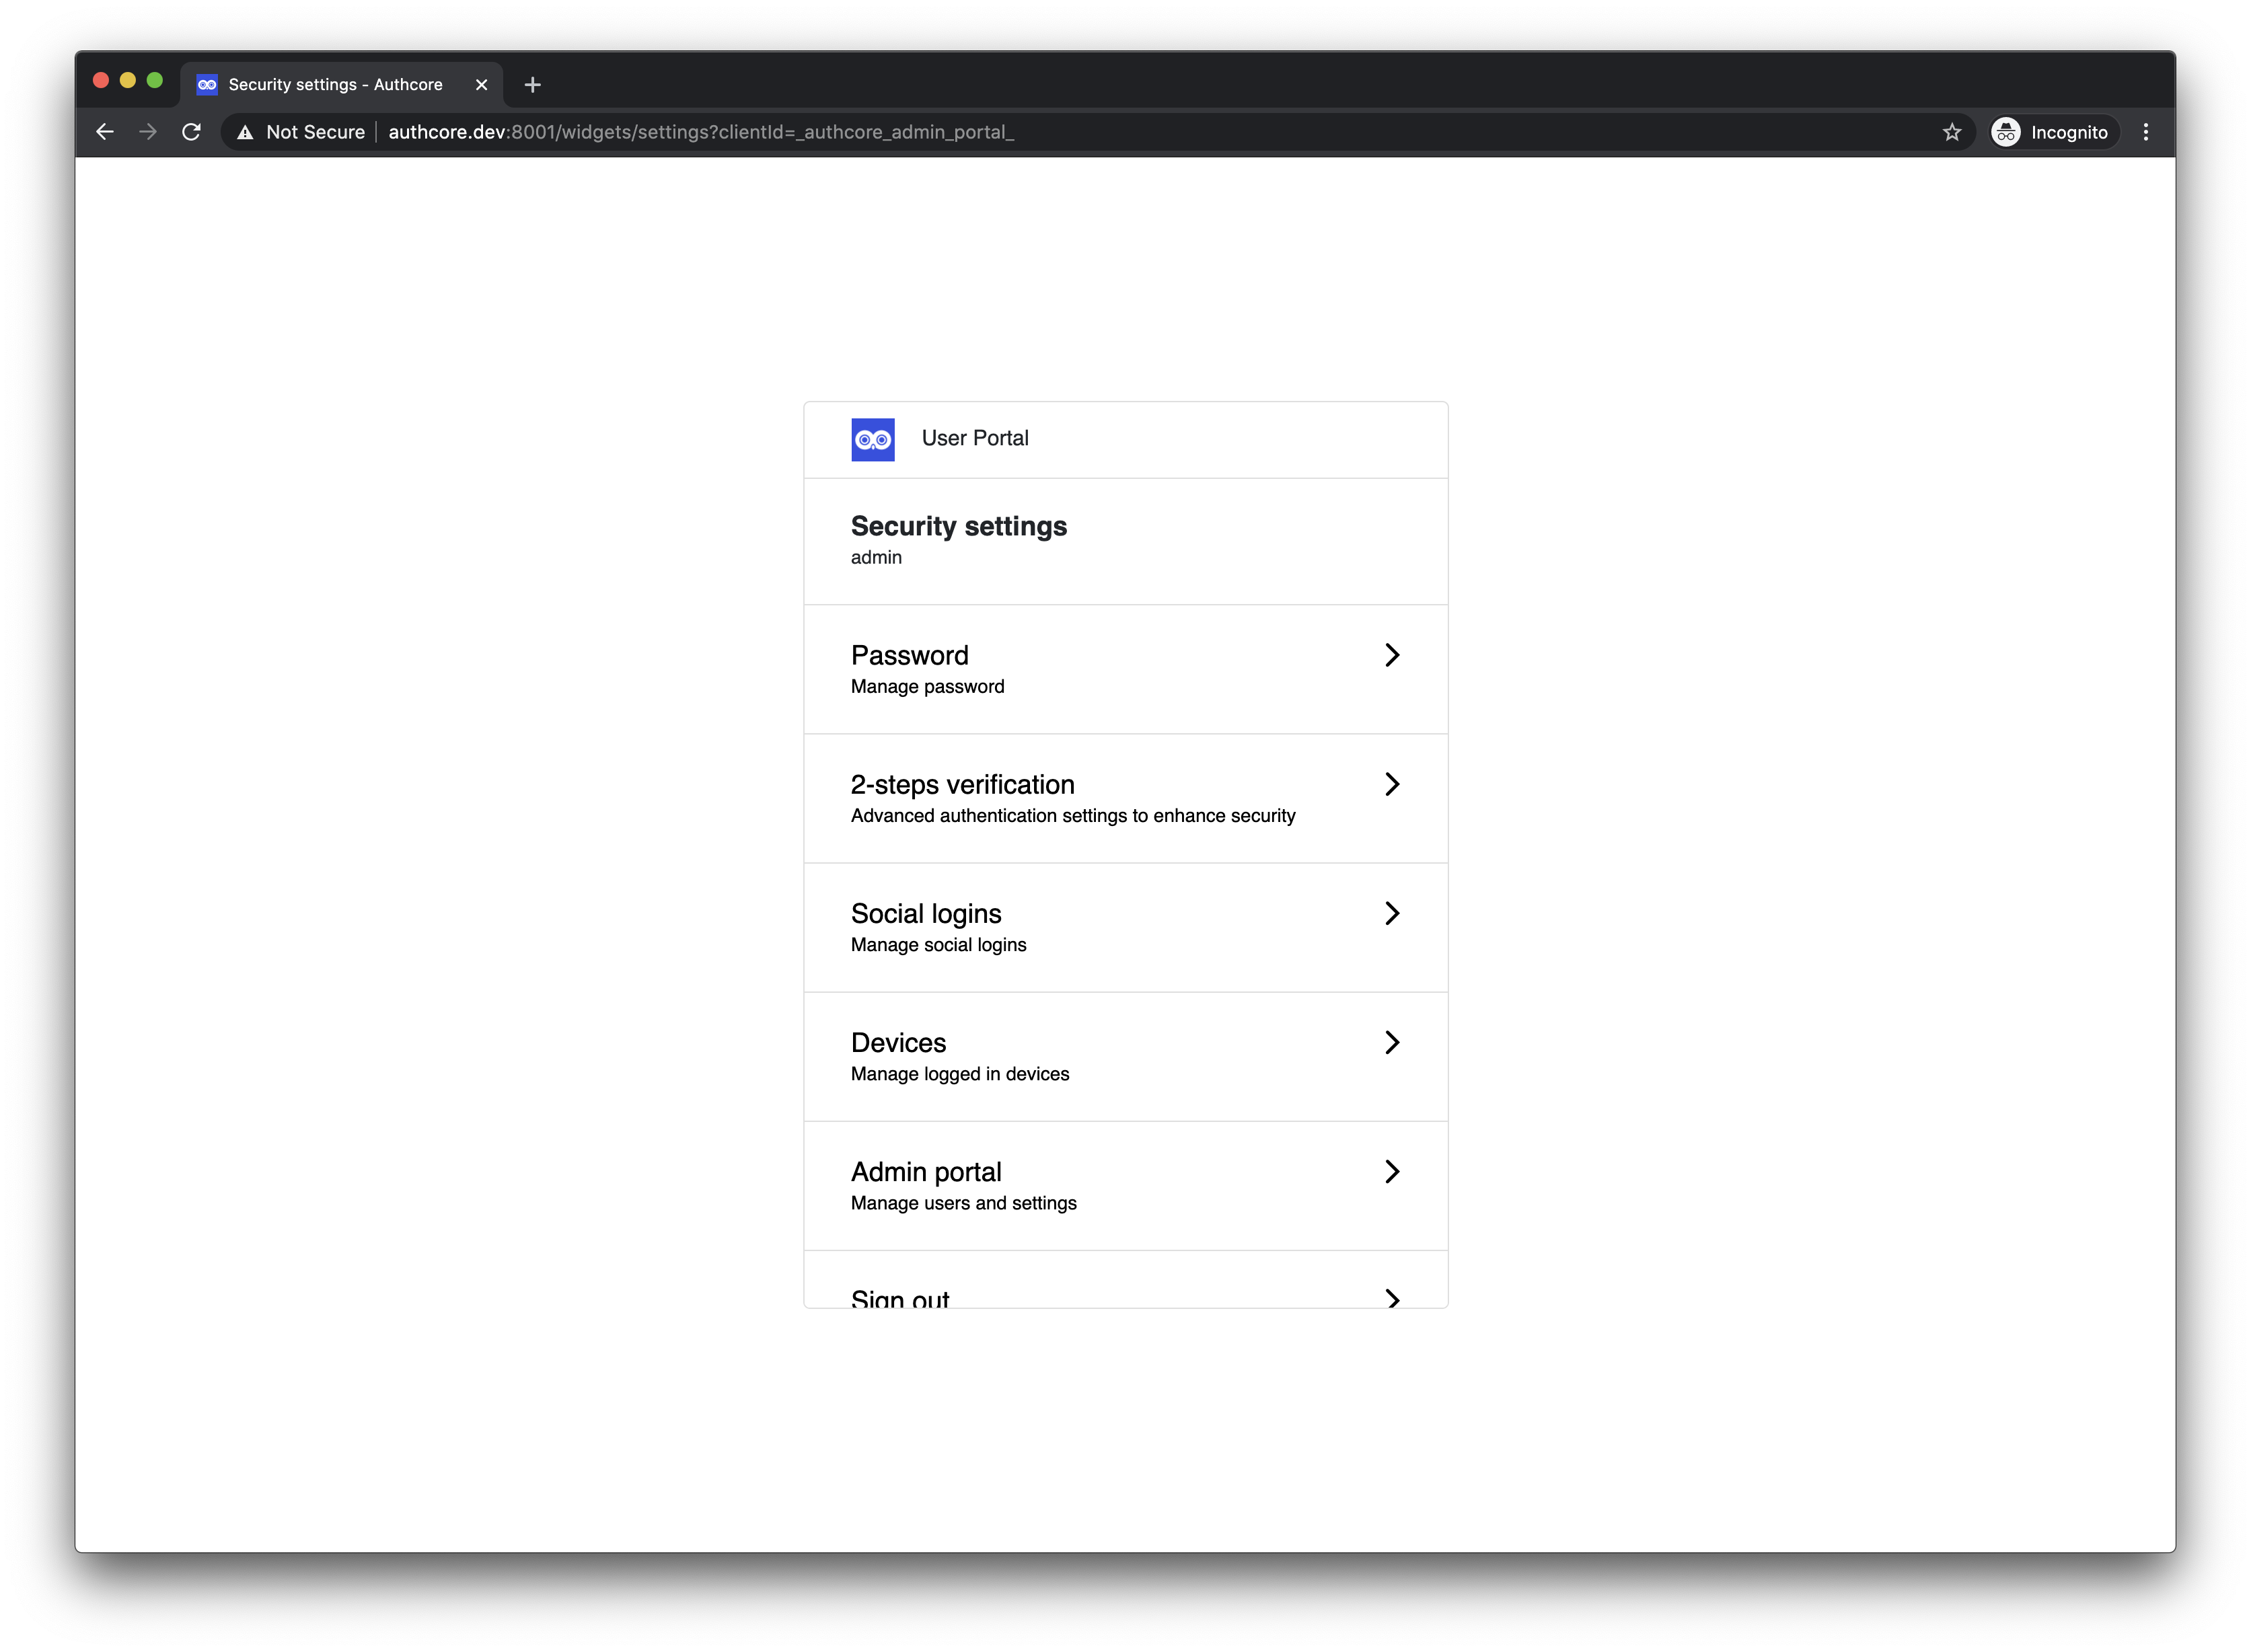 Security settings - Authcore
Not Secure authcore.dev:8001/widgets/settings?clientId=_authcore_admin_portal_ Incognito
User Portal
Security settings
admin
Password
Manage password
2-steps verification
Advanced authentication settings to enhance security
Social logins
Manage social logins
Devices
Manage logged in devices
Admin portal
Manage users and settings
Sign out